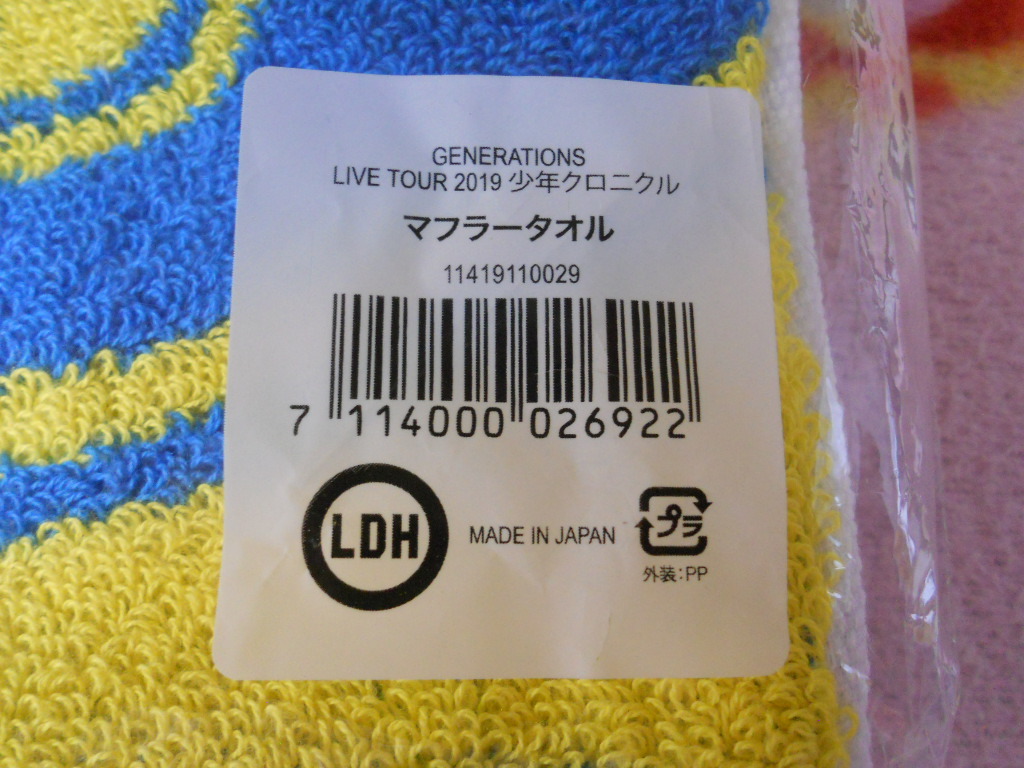 GENERATIONS
LIVE TOUR 2019 少年クロニクル
マフラータオル
11419110029
7 114000 026922
LDH
MADE IN JAPAN
プラ
外装:PP